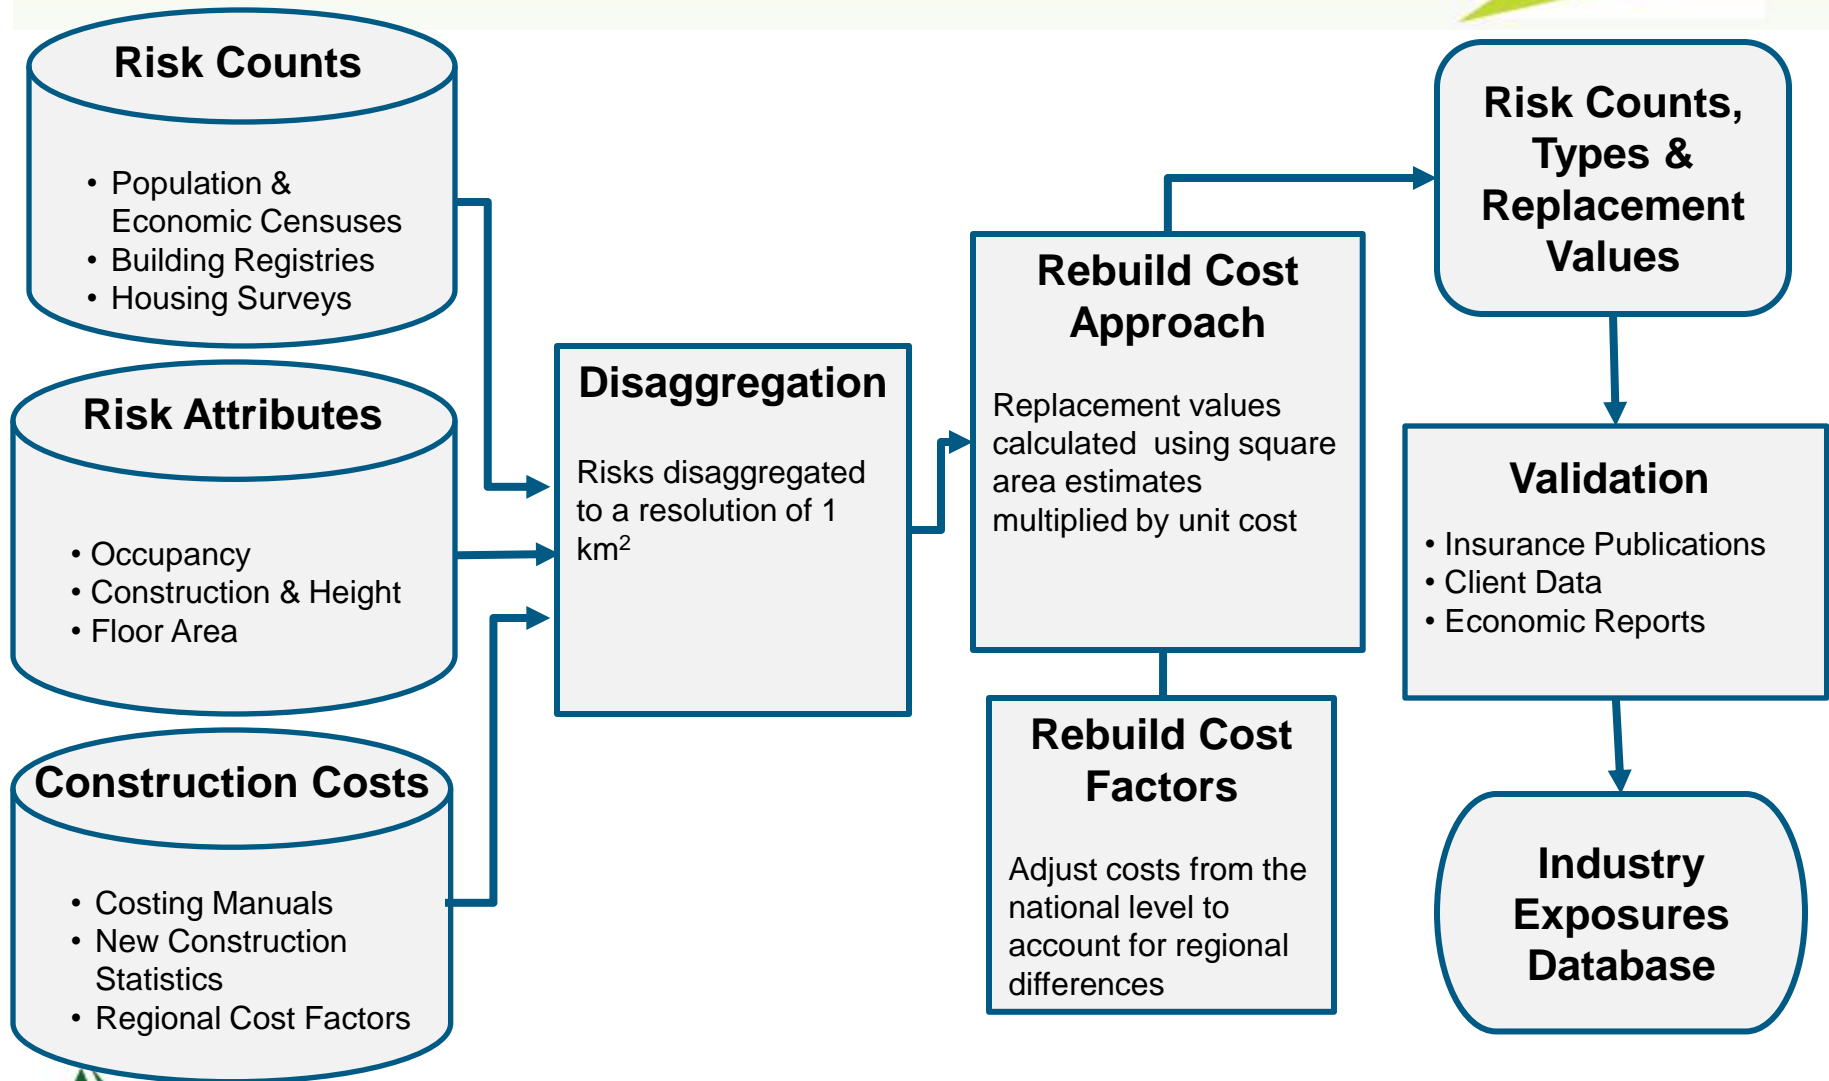 Risk Counts
• Population &
Economic Censuses
• Building Registries
• Housing Surveys
Risk Attributes
• Occupancy
• Construction & Height
• Floor Area
Construction Costs
• Costing Manuals
• New Construction
Statistics
• Regional Cost Factors
Disaggregation
Risks disaggregated
to a resolution of 1
km²
Rebuild Cost
Approach
Replacement values
calculated using square
area estimates
multiplied by unit cost
Rebuild Cost
Factors
Adjust costs from the
national level to
account for regional
differences
Risk Counts,
Types &
Replacement
Values
Validation
• Insurance Publications
• Client Data
• Economic Reports
Industry
Exposures
Database